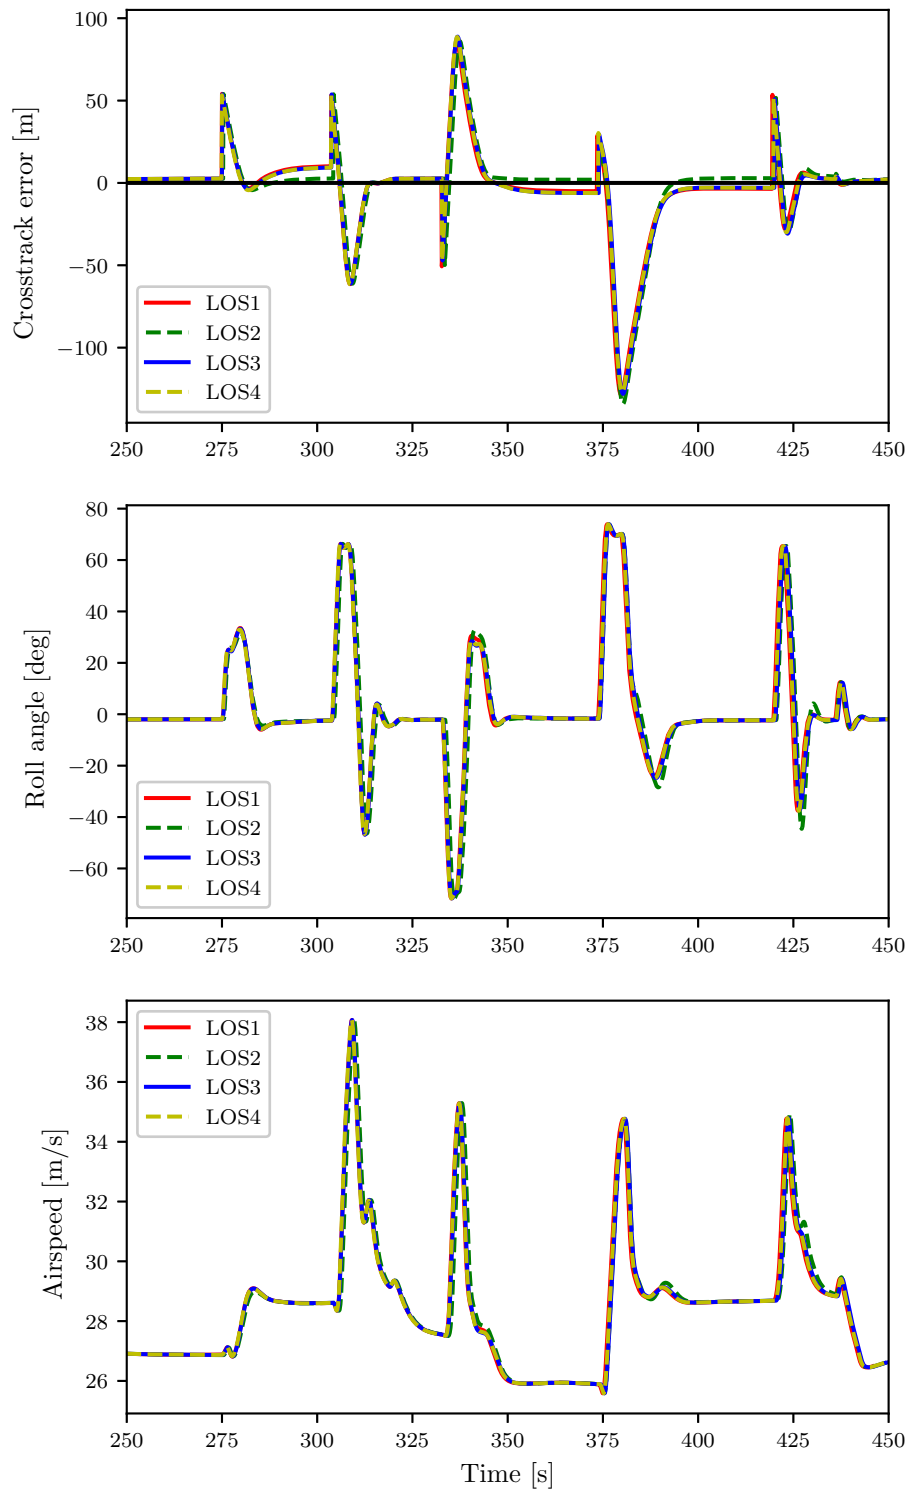 100
50
0
−50
−100
Crosstrack error [m]
LOS1
LOS2
LOS3
LOS4
250 275 300 325 350 375 400 425 450
80
60
40
20
0
−20
−40
−60
Roll angle [deg]
LOS1
LOS2
LOS3
LOS4
250 275 300 325 350 375 400 425 450
38
36
34
32
30
28
26
Airspeed [m/s]
LOS1
LOS2
LOS3
LOS4
250 275 300 325 350 375 400 425 450
Time [s]